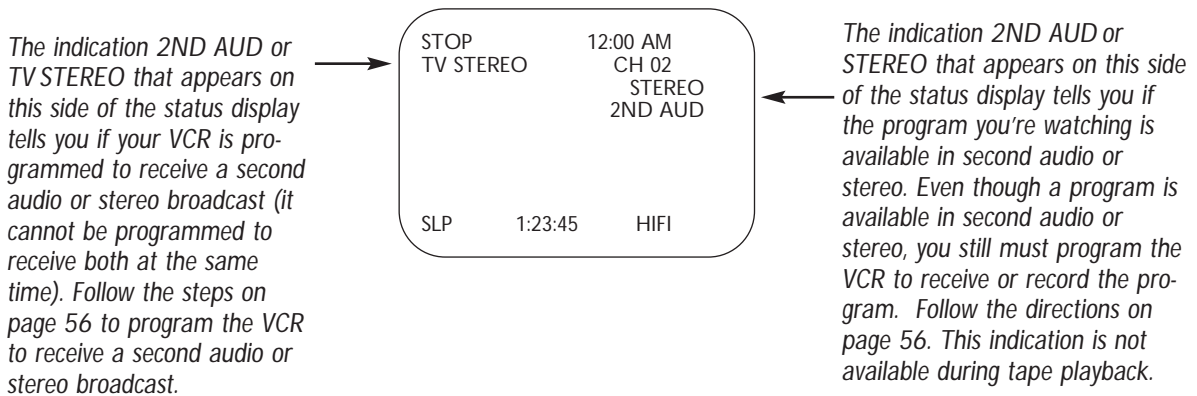 The indication 2ND AUD or
TV STEREO that appears on
this side of the status display
tells you if your VCR is pro-
grammed to receive a second
audio or stereo broadcast (it
cannot be programmed to
receive both at the same
time). Follow the steps on
page 56 to program the VCR
to receive a second audio or
stereo broadcast.
STOP 12:00 AM
TV STEREO CH 02
STEREO
2ND AUD
SLP 1:23:45 HIFI
The indication 2ND AUD or
STEREO that appears on this side
of the status display tells you if
the program you're watching is
available in second audio or
stereo. Even though a program is
available in second audio or
stereo, you still must program the
VCR to receive or record the pro-
gram. Follow the directions on
page 56. This indication is not
available during tape playback.